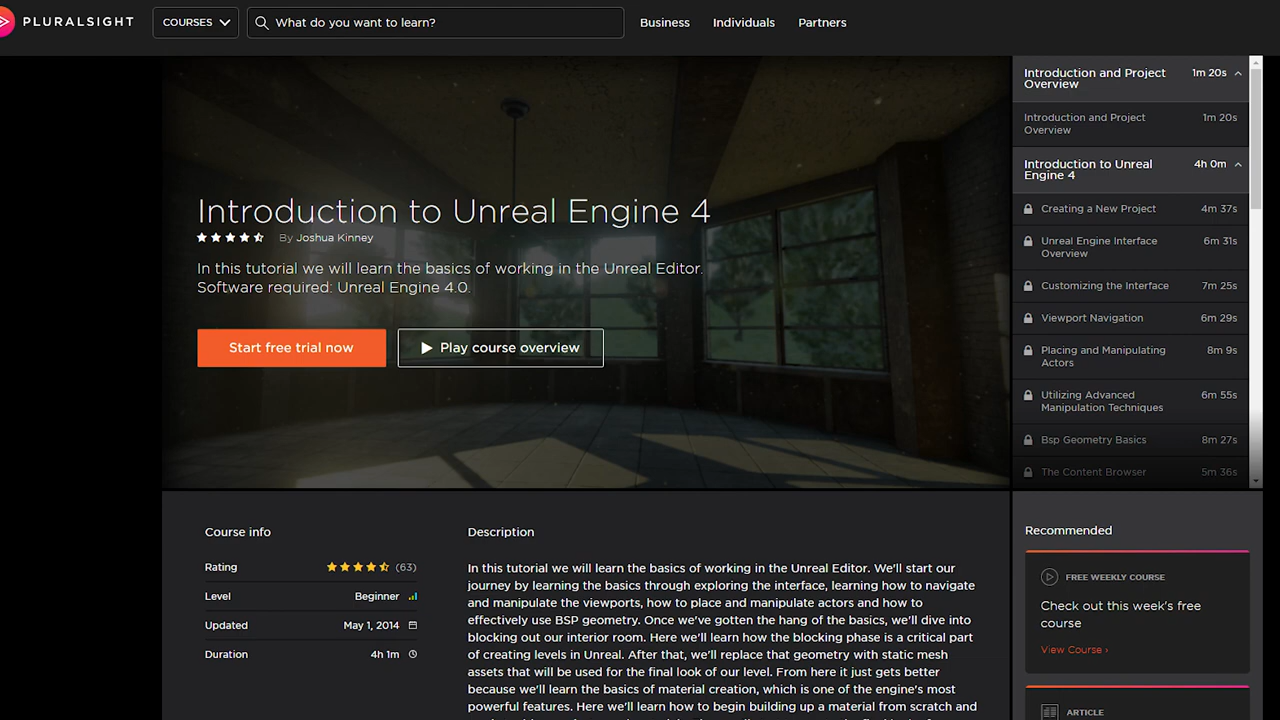 PLURALSIGHT
COURSES
What do you want to learn?
Business
Individuals
Partners
Introduction to Unreal Engine 4
By Joshua Kinney
In this tutorial we will learn the basics of working in the Unreal Editor.
Software required: Unreal Engine 4.0.
Start free trial now
Play course overview
Introduction and Project
Overview
1m 20s
Introduction and Project
Overview
1m 20s
Introduction to Unreal
Engine 4
4h 0m
Creating a New Project
4m 37s
Unreal Engine Interface
Overview
6m 31s
Customizing the Interface
7m 25s
Viewport Navigation
6m 29s
Placing and Manipulating
Actors
8m 9s
Utilizing Advanced
Manipulation Techniques
6m 55s
Bsp Geometry Basics
8m 27s
The Content Browser
5m 36s
Course info
Rating
(63)
Level
Beginner
Updated
May 1, 2014
Duration
4h 1m
Description
In this tutorial we will learn the basics of working in the Unreal Editor. We'll start our
journey by learning the basics through exploring the interface, learning how to navigate
and manipulate the viewports, how to place and manipulate actors and how to
effectively use BSP geometry. Once we've gotten the hang of the basics, we'll dive into
blocking out our interior room. Here we'll learn how the blocking phase is a critical part
of creating levels in Unreal. After that, we'll replace that geometry with static mesh
assets that will be used for the final look of our level. From here it just gets better
because we'll learn the basics of material creation, which is one of the engine's most
powerful features. Here we'll learn how to begin building up a material from scratch and
Recommended
FREE WEEKLY COURSE
Check out this week's free
course
View Course ›
ARTICLE